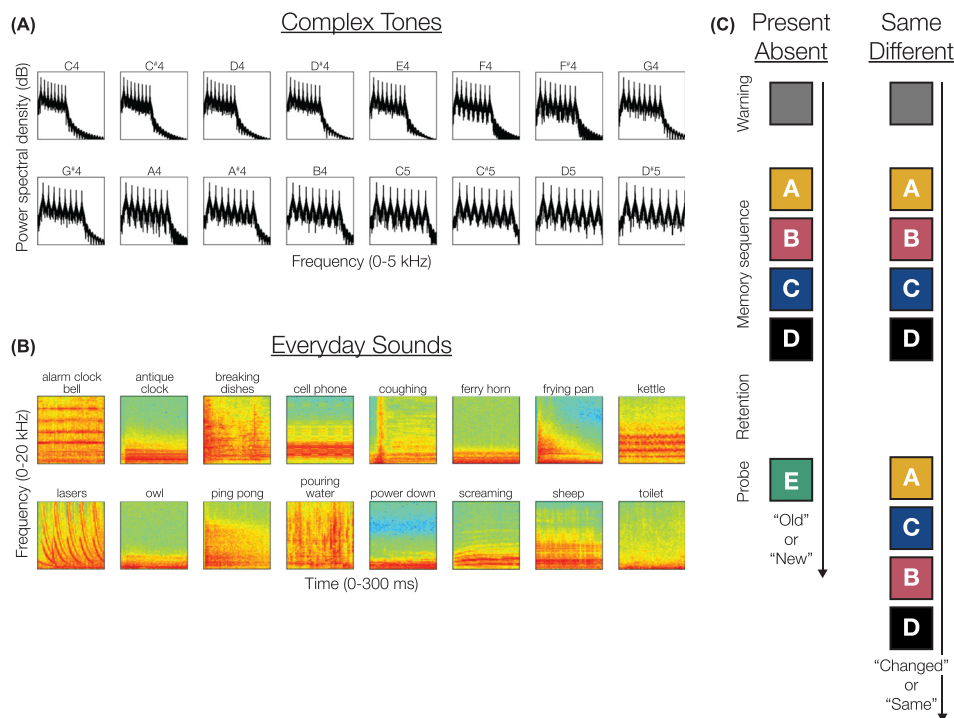 (A)
Complex Tones
Power spectral density (dB)
C4 C#4 D4 D#4 E4 F4 F#4 G4
G#4 A4 A#4 B4 C5 C#5 D5 D#5
Frequency (0-5 kHz)
(B)
Everyday Sounds
Frequency (0-20 kHz)
alarm clock bell
antique clock
breaking dishes
cell phone
coughing
ferry horn
frying pan
kettle
lasers
owl
ping pong
pouring water
power down
screaming
sheep
toilet
Time (0-300 ms)
(C)
Present
Absent
Same
Different
Warning
Memory sequence
Retention
Probe
A
B
C
D
E
“Old”
or
“New”
A
B
C
D
A
C
B
D
“Changed”
or
“Same”